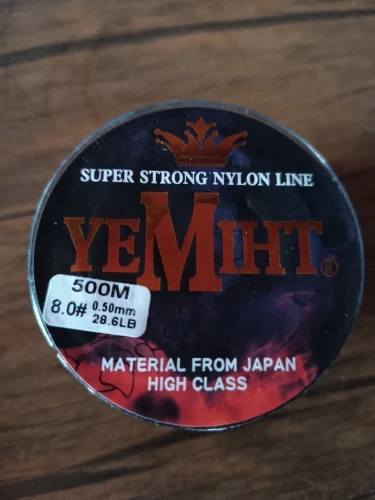 SUPER STRONG NYLON LINE
YEMIHT®
500M
8.0# 0.50mm
28.6LB
MATERIAL FROM JAPAN
HIGH CLASS